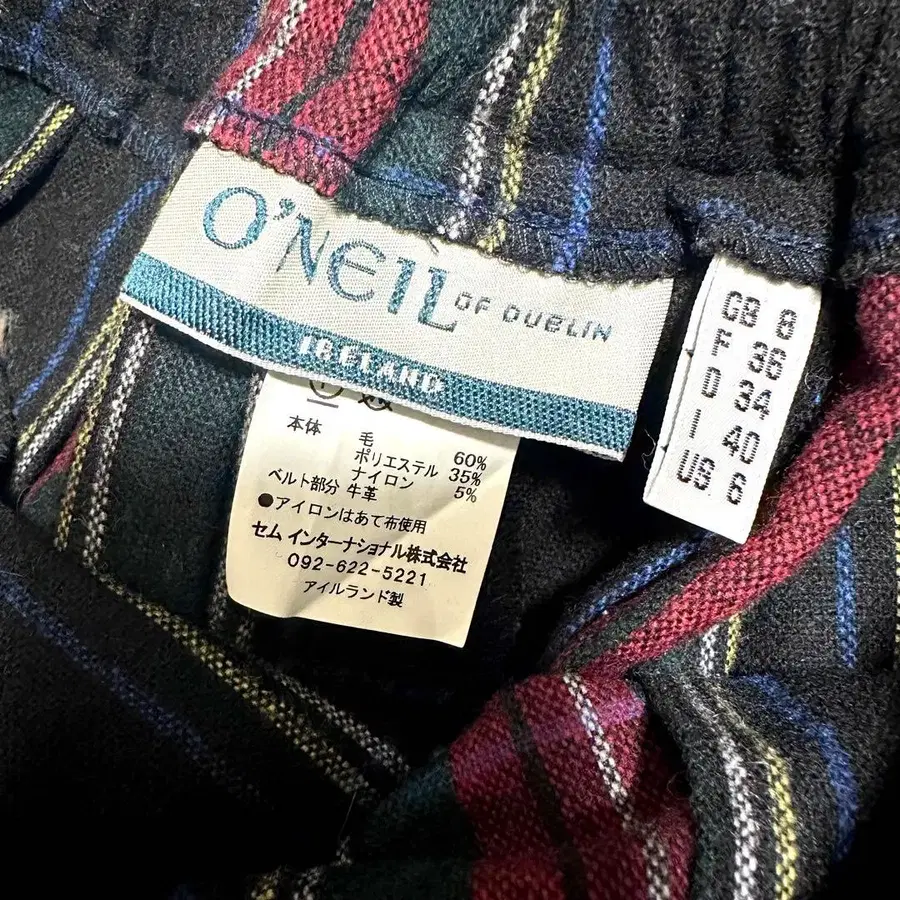 O'NEIL OF DUBLIN
IRELAND
GB 8
F 36
D 34
I 40
US 6
本体 毛 60%
ポリエステル 35%
ナイロン 5%
ベルト部分 牛革
●アイロンはあて布使用
セム インターナショナル株式会社
092-622-5221
アイルランド製